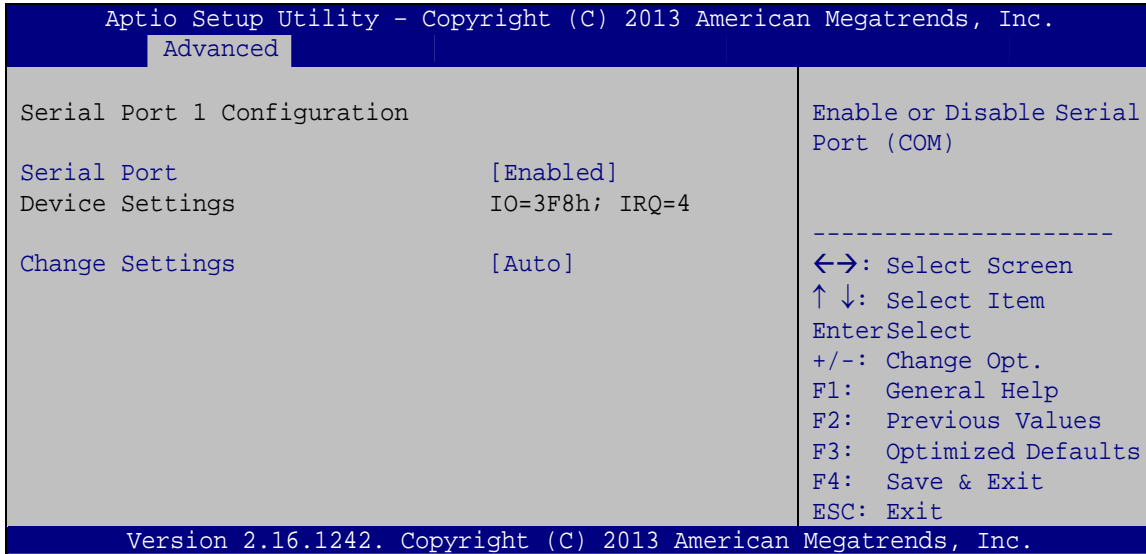 Aptio Setup Utility – Copyright (C) 2013 American Megatrends, Inc.
Advanced
Serial Port 1 Configuration
Serial Port [Enabled]
Device Settings IO=3F8h; IRQ=4
Change Settings [Auto]
Enable or Disable Serial
Port (COM)
---------------------
←→: Select Screen
↑ ↓: Select Item
EnterSelect
+/-: Change Opt.
F1: General Help
F2: Previous Values
F3: Optimized Defaults
F4: Save & Exit
ESC: Exit
Version 2.16.1242. Copyright (C) 2013 American Megatrends, Inc.